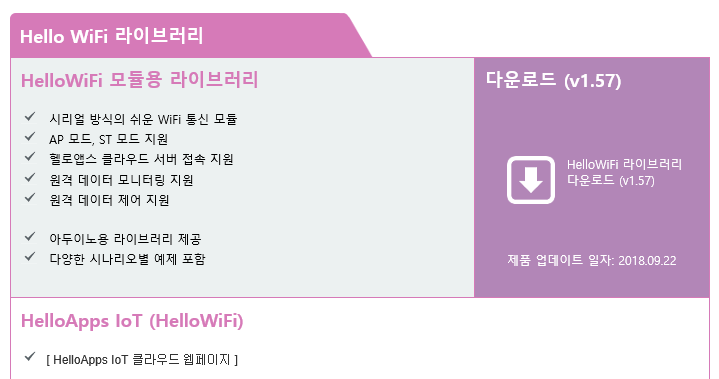 Hello WiFi 라이브러리
HelloWiFi 모듈용 라이브러리
시리얼 방식의 쉬운 WiFi 통신 모듈
AP 모드, ST 모드 지원
헬로앱스 클라우드 서버 접속 지원
원격 데이터 모니터링 지원
원격 데이터 제어 지원
아두이노용 라이브러리 제공
다양한 시나리오별 예제 포함
다운로드 (v1.57)
HelloWiFi 라이브러리
다운로드 (v1.57)
제품 업데이트 일자: 2018.09.22
HelloApps IoT (HelloWiFi)
[ HelloApps IoT 클라우드 웹페이지 ]